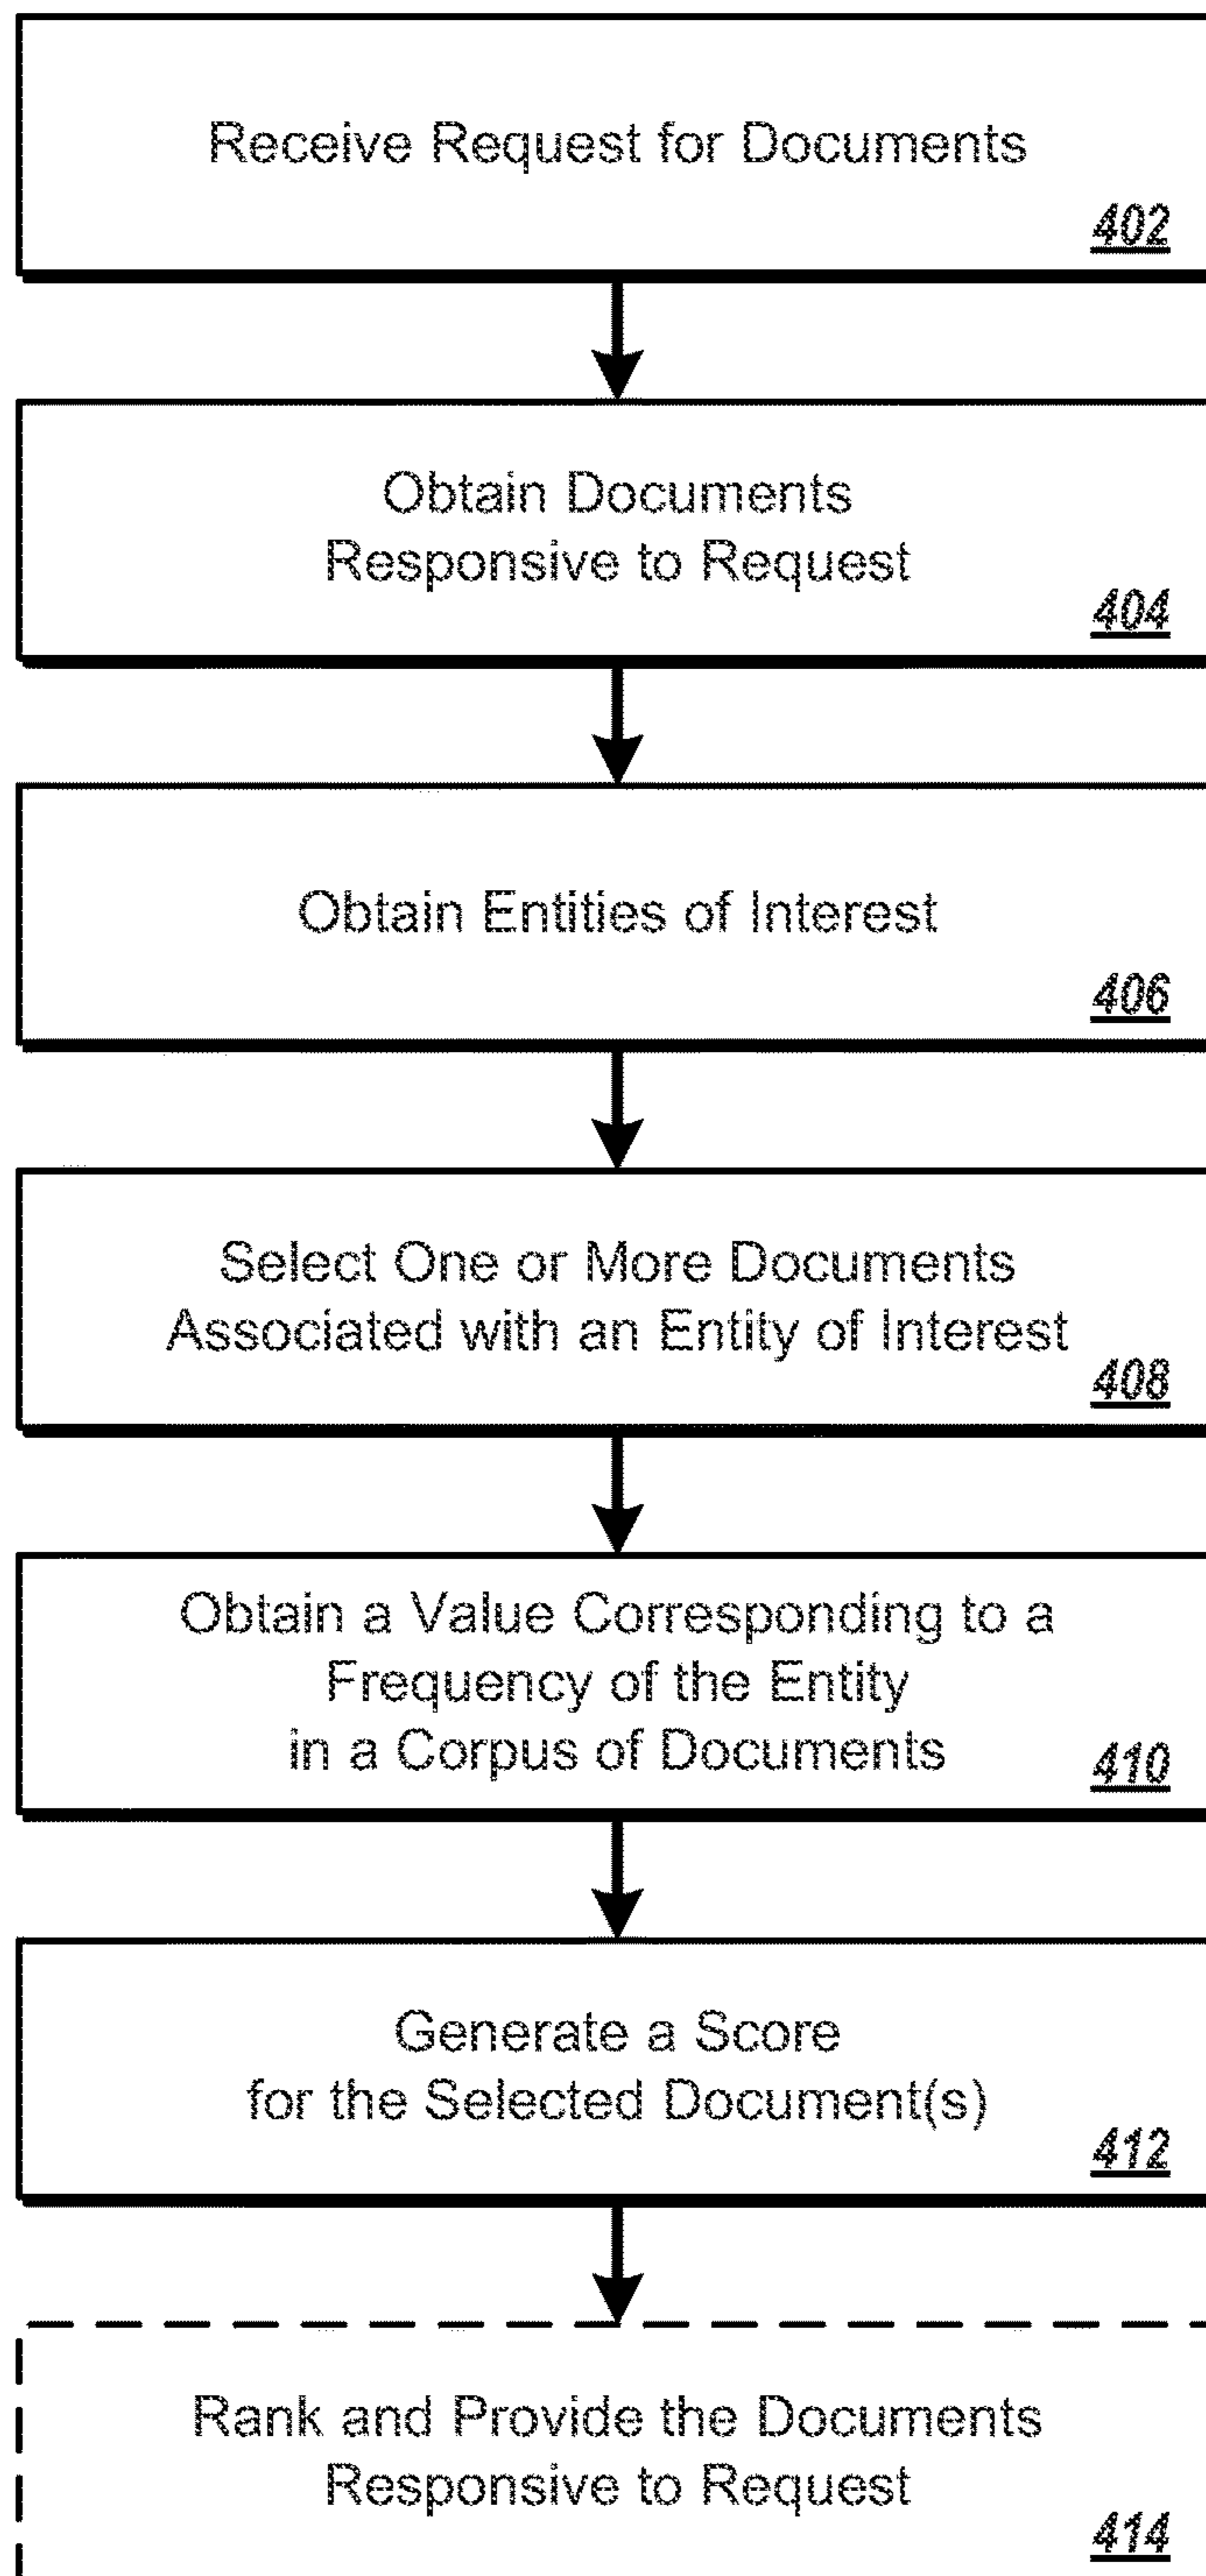 Receive Request for Documents
402
Obtain Documents
Responsive to Request
404
Obtain Entities of Interest
406
Select One or More Documents
Associated with an Entity of Interest
408
Obtain a Value Corresponding to a
Frequency of the Entity
in a Corpus of Documents
410
Generate a Score
for the Selected Document(s)
412
Rank and Provide the Documents
Responsive to Request
414